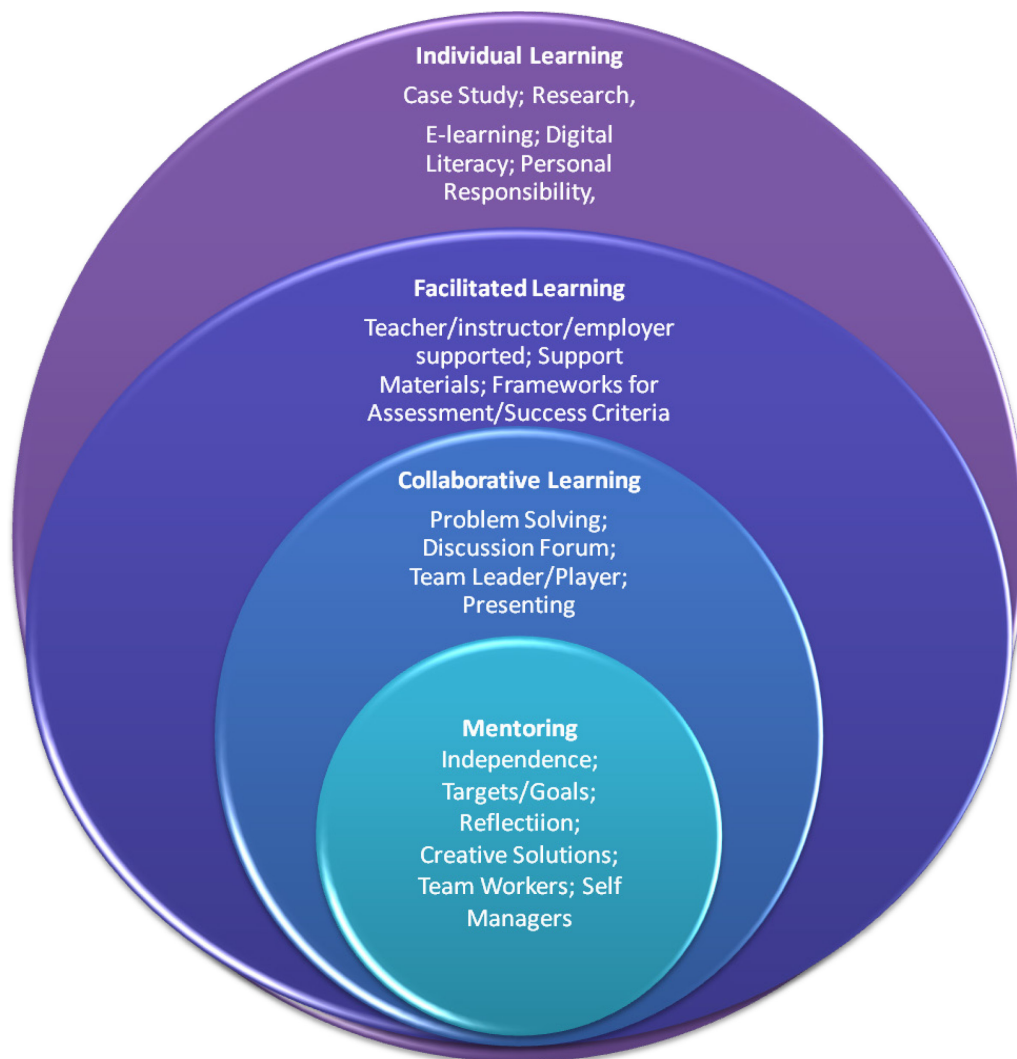 Individual Learning
Case Study; Research,
E-learning; Digital
Literacy; Personal
Responsibility,
Facilitated Learning
Teacher/instructor/employer
supported; Support
Materials; Frameworks for
Assessment/Success Criteria
Collaborative Learning
Problem Solving;
Discussion Forum;
Team Leader/Player;
Presenting
Mentoring
Independence;
Targets/Goals;
Reflectiion;
Creative Solutions;
Team Workers; Self
Managers